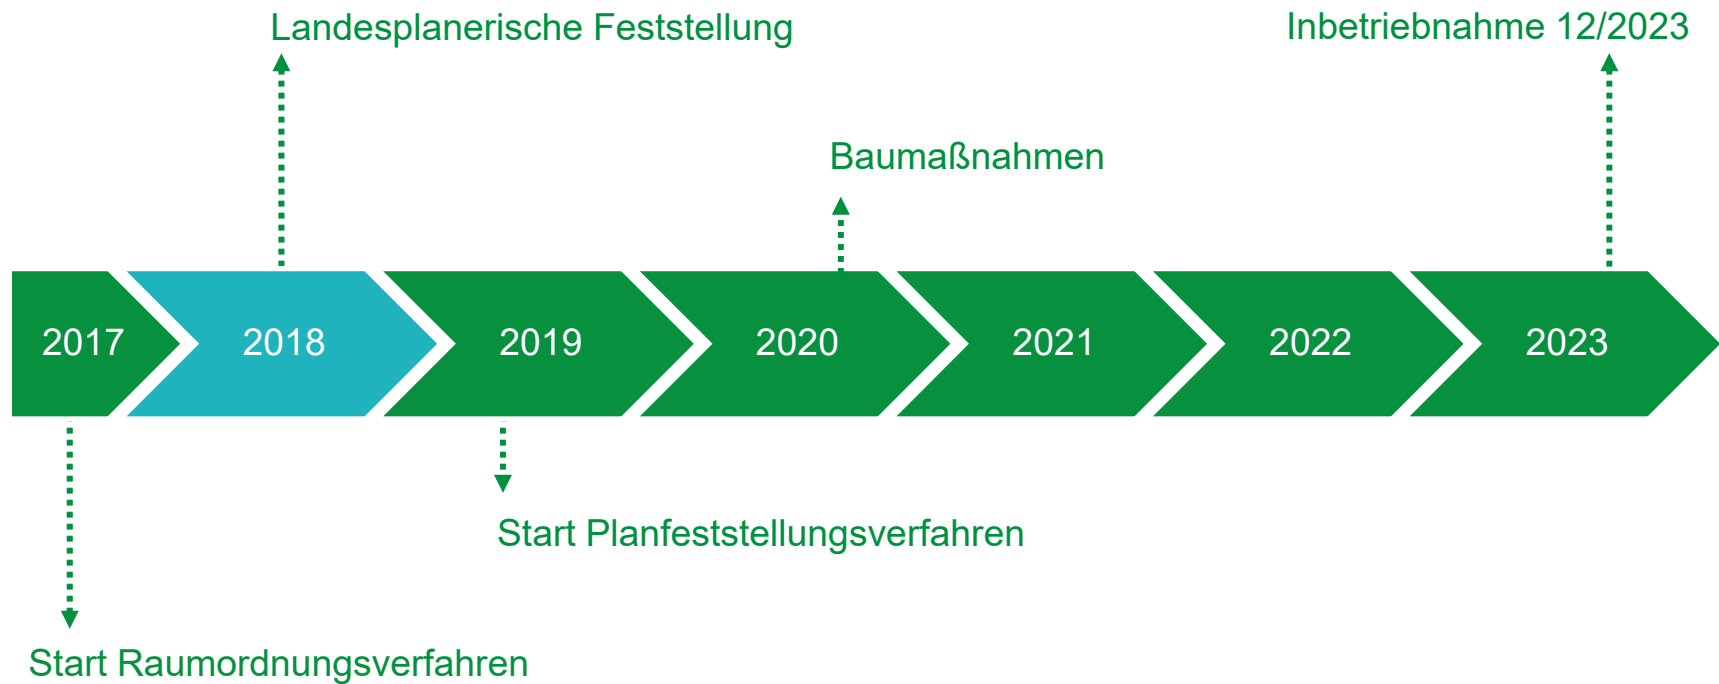 Landesplanerische Feststellung
Inbetriebnahme 12/2023
Baumaßnahmen
2017
2018
2019
2020
2021
2022
2023
Start Planfeststellungsverfahren
Start Raumordnungsverfahren